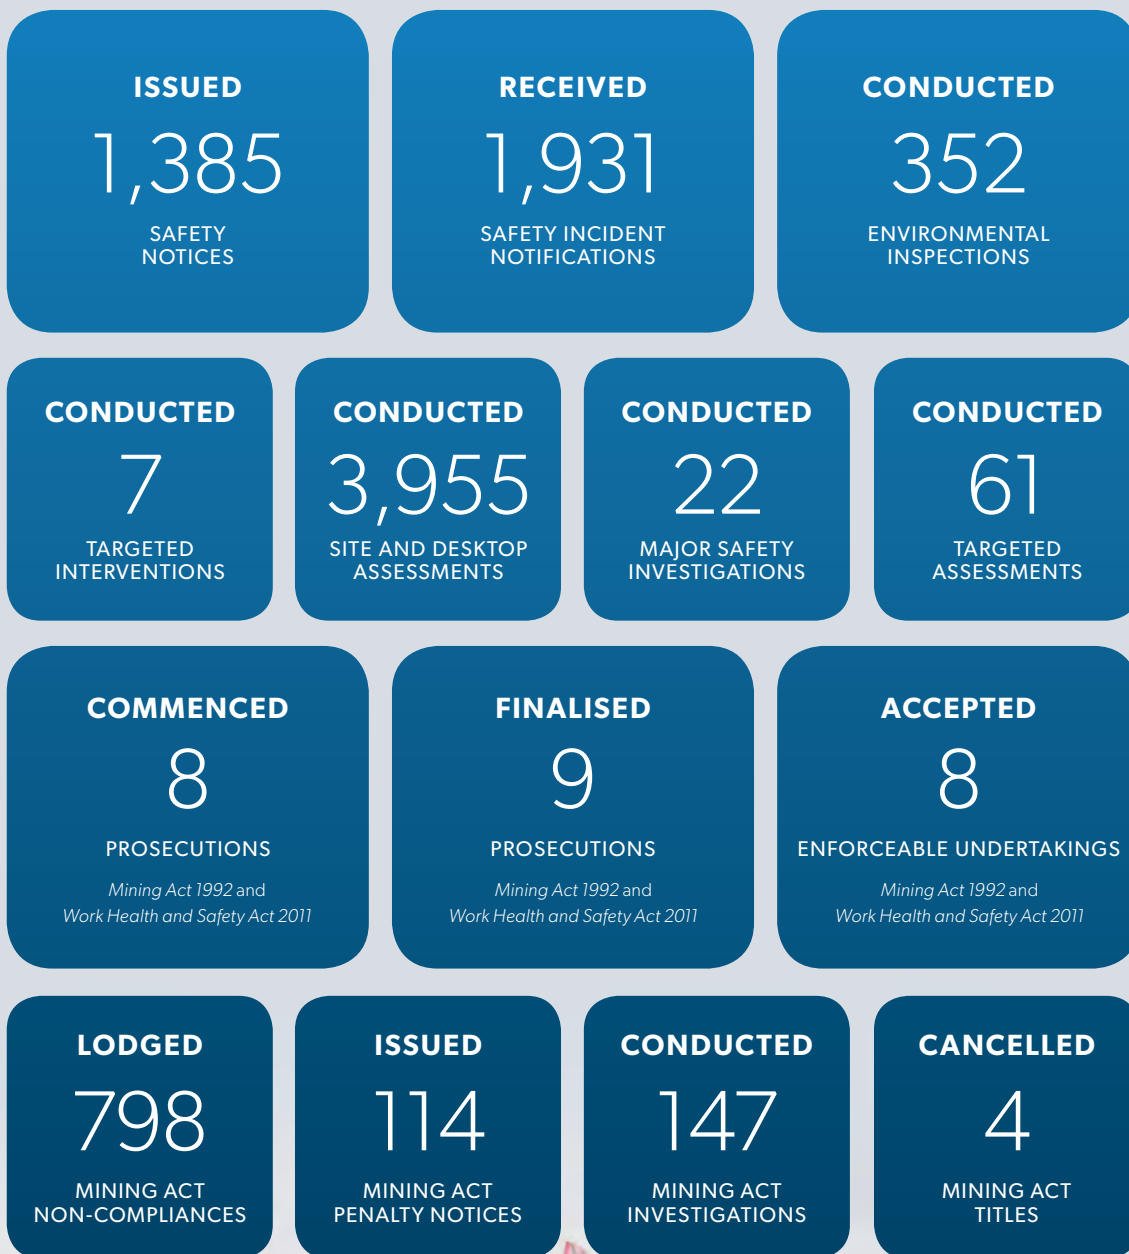 ISSUED
1,385
SAFETY
NOTICES
RECEIVED
1,931
SAFETY INCIDENT
NOTIFICATIONS
CONDUCTED
352
ENVIRONMENTAL
INSPECTIONS
CONDUCTED
7
TARGETED
INTERVENTIONS
CONDUCTED
3,955
SITE AND DESKTOP
ASSESSMENTS
CONDUCTED
22
MAJOR SAFETY
INVESTIGATIONS
CONDUCTED
61
TARGETED
ASSESSMENTS
COMMENCED
8
PROSECUTIONS
Mining Act 1992 and
Work Health and Safety Act 2011
FINALISED
9
PROSECUTIONS
Mining Act 1992 and
Work Health and Safety Act 2011
ACCEPTED
8
ENFORCEABLE UNDERTAKINGS
Mining Act 1992 and
Work Health and Safety Act 2011
LODGED
798
MINING ACT
NON-COMPLIANCES
ISSUED
114
MINING ACT
PENALTY NOTICES
CONDUCTED
147
MINING ACT
INVESTIGATIONS
CANCELLED
4
MINING ACT
TITLES